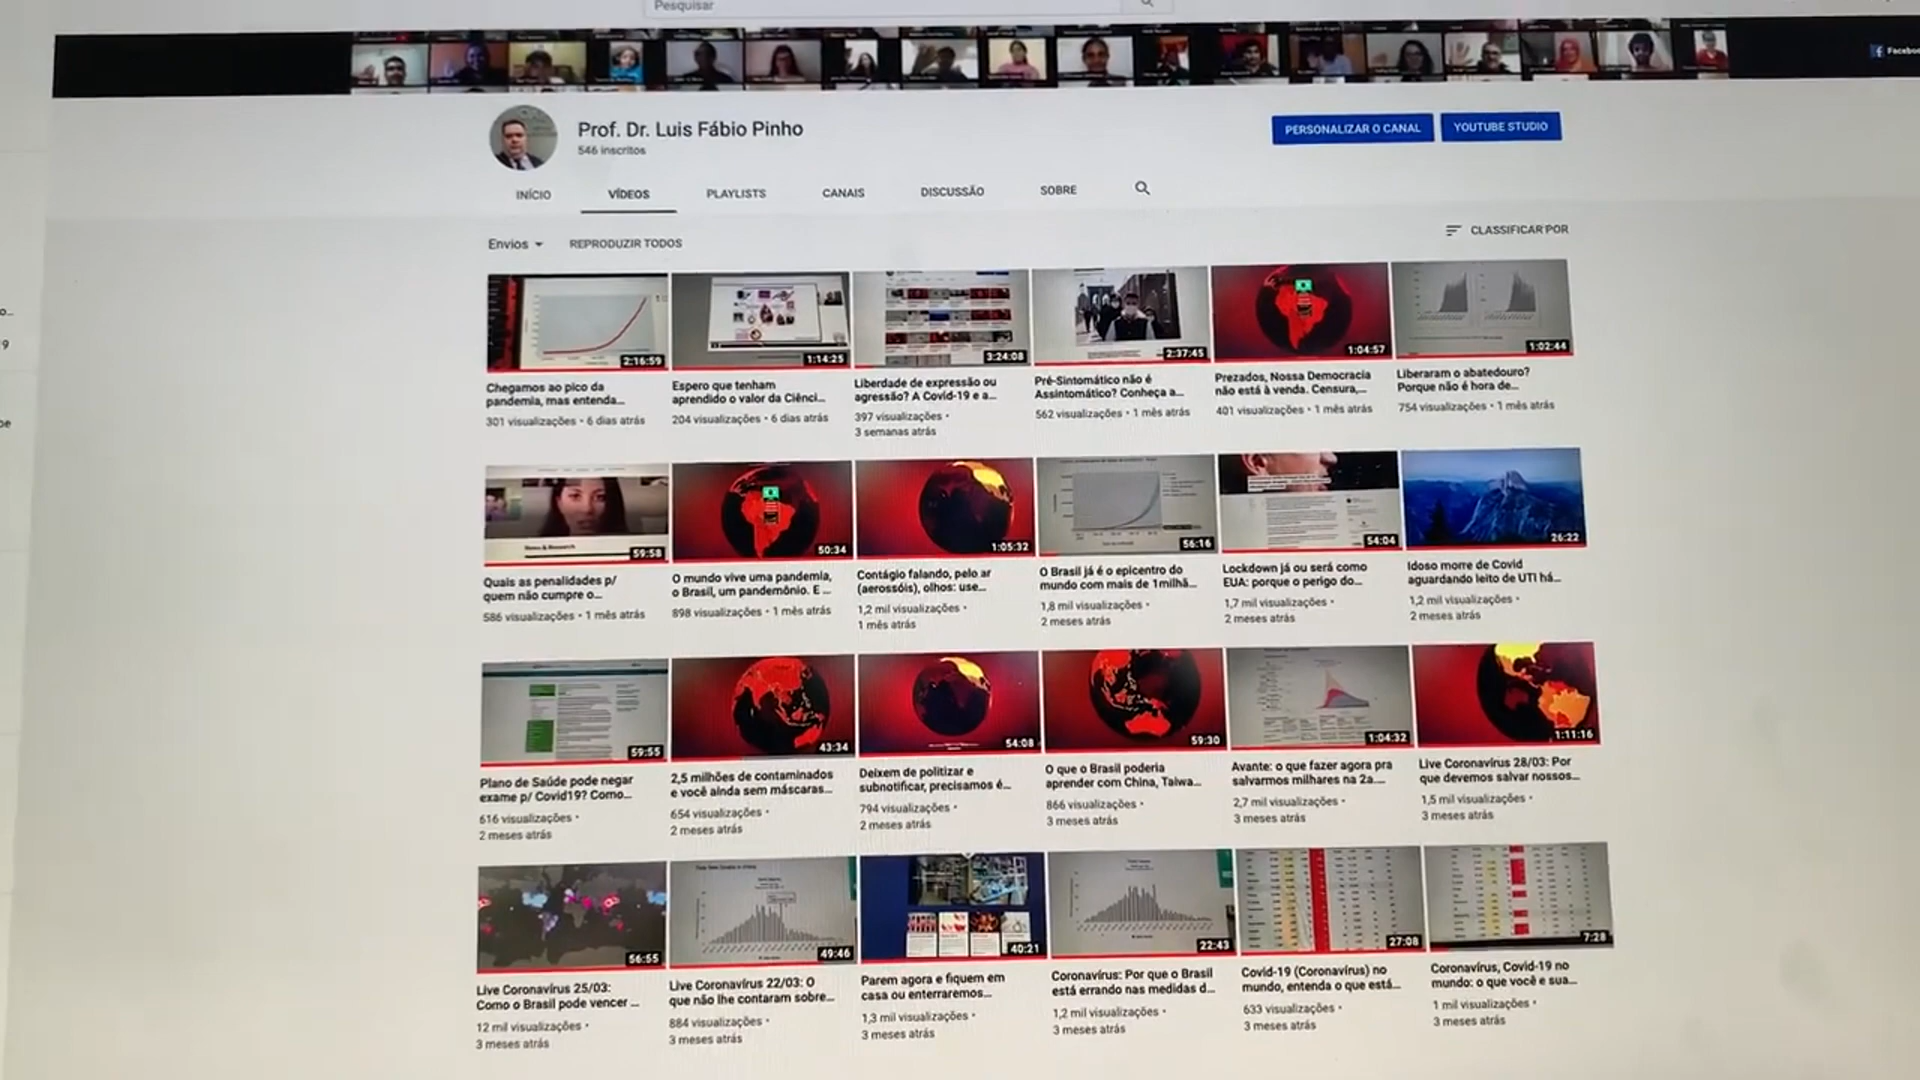 Pesquisar
Prof. Dr. Luis Fábio Pinho
546 inscritos
PERSONALIZAR O CANAL
YOUTUBE STUDIO
INÍCIO
VÍDEOS
PLAYLISTS
CANAIS
DISCUSSÃO
SOBRE
Envios
REPRODUZIR TODOS
CLASSIFICAR POR
2:16:59
1:14:25
3:24:08
2:37:45
1:04:57
1:02:44
Chegamos ao pico da
pandemia, mas entenda...
301 visualizações • 6 dias atrás
Espero que tenham
aprendido o valor da Ciênci...
204 visualizações • 6 dias atrás
Liberdade de expressão ou
agressão? A Covid-19 e a...
397 visualizações •
3 semanas atrás
Pré-Sintomático não é
Assintomático? Conheça a...
562 visualizações • 1 mês atrás
Prezados, Nossa Democracia
não está à venda. Censura,...
401 visualizações • 1 mês atrás
Liberaram o abatedouro?
Porque não é hora de...
754 visualizações • 1 mês atrás
59:58
50:34
1:05:32
56:16
54:04
26:22
Quais as penalidades p/
quem não cumpre o...
586 visualizações • 1 mês atrás
O mundo vive uma pandemia,
o Brasil, um pandemônio. E ...
898 visualizações • 1 mês atrás
Contágio falando, pelo ar
(aerossóis), olhos: use...
1,2 mil visualizações •
1 mês atrás
O Brasil já é o epicentro do
mundo com mais de 1milhã...
1,8 mil visualizações •
2 meses atrás
Lockdown já ou será como
EUA: porque o perigo do...
1,7 mil visualizações •
2 meses atrás
Idoso morre de Covid
aguardando leito de UTI há...
1,2 mil visualizações •
2 meses atrás
59:55
43:34
54:08
59:30
1:04:32
1:11:16
Plano de Saúde pode negar
exame p/ Covid19? Como...
616 visualizações •
2 meses atrás
2,5 milhões de contaminados
e você ainda sem máscaras...
654 visualizações •
2 meses atrás
Deixem de politizar e
subnotificar, precisamos é...
794 visualizações •
2 meses atrás
O que o Brasil poderia
aprender com China, Taiwa...
866 visualizações •
3 meses atrás
Avante: o que fazer agora pra
salvarmos milhares na 2a....
2,7 mil visualizações •
3 meses atrás
Live Coronavírus 28/03: Por
que devemos salvar nossos...
1,5 mil visualizações •
3 meses atrás
56:55
49:46
40:21
22:43
27:08
7:28
Live Coronavírus 25/03:
Como o Brasil pode vencer ...
12 mil visualizações •
3 meses atrás
Live Coronavírus 22/03: O
que não lhe contaram sobre...
884 visualizações •
3 meses atrás
Parem agora e fiquem em
casa ou enterraremos...
1,3 mil visualizações •
3 meses atrás
Coronavírus: Por que o Brasil
está errando nas medidas d...
1,2 mil visualizações •
3 meses atrás
Covid-19 (Coronavírus) no
mundo, entenda o que está...
633 visualizações •
3 meses atrás
Coronavírus, Covid-19 no
mundo: o que você e sua...
1 mil visualizações •
3 meses atrás